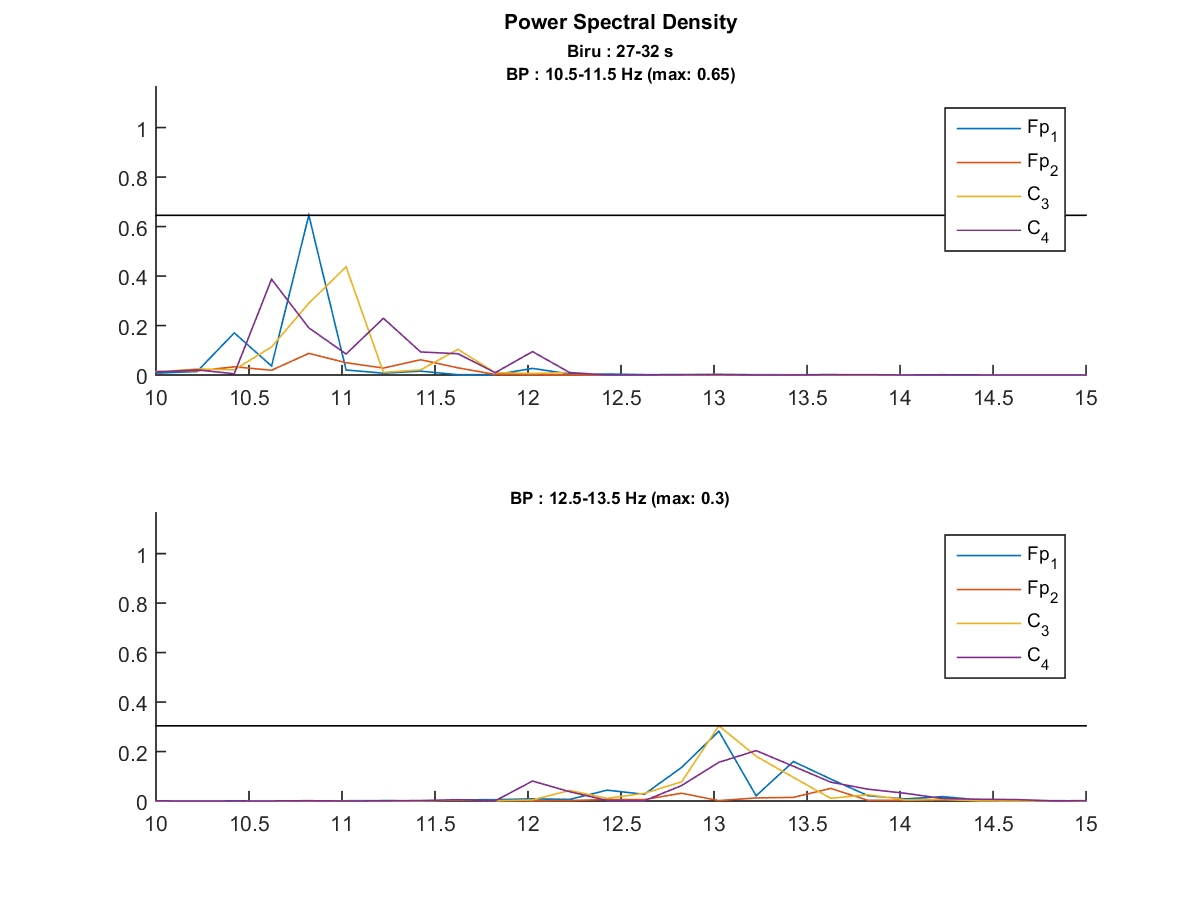 Power Spectral Density
Biru : 27-32 s
BP : 10.5-11.5 Hz (max: 0.65)
1
0.8
0.6
0.4
0.2
0
10 10.5 11 11.5 12 12.5 13 13.5 14 14.5 15
Fp1
Fp2
C3
C4
BP : 12.5-13.5 Hz (max: 0.3)
1
0.8
0.6
0.4
0.2
0
10 10.5 11 11.5 12 12.5 13 13.5 14 14.5 15
Fp1
Fp2
C3
C4